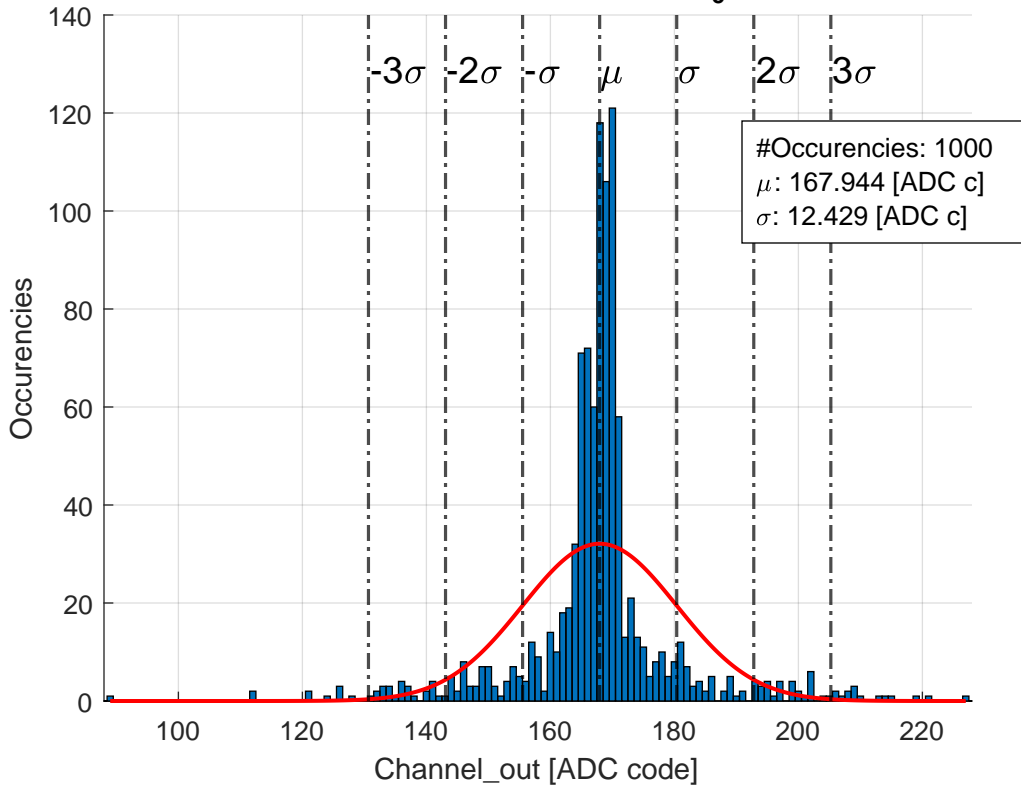 140
120
100
80
60
40
20
0
Occurencies
-3σ -2σ -σ μ σ 2σ 3σ
#Occurencies: 1000
μ: 167.944 [ADC c]
σ: 12.429 [ADC c]
100 120 140 160 180 200 220
Channel_out [ADC code]